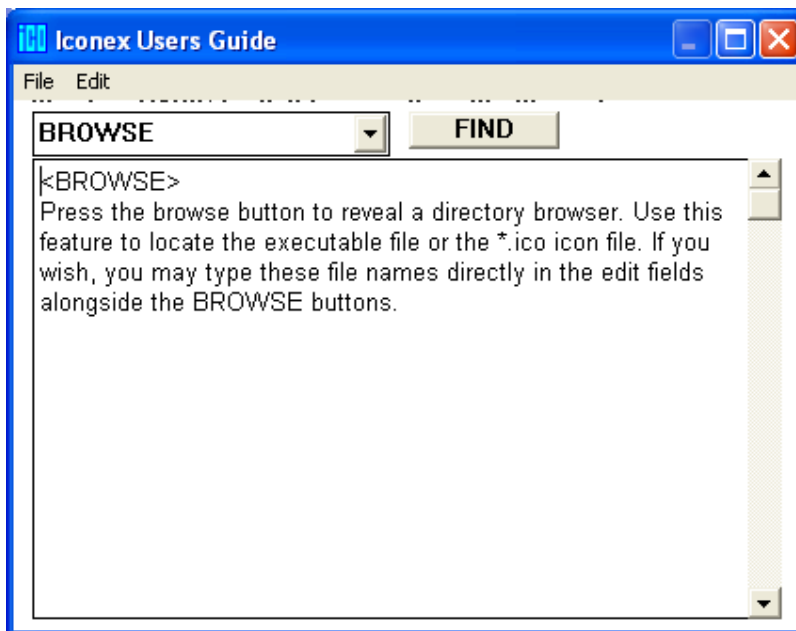 ico Iconex Users Guide
File Edit
BROWSE FIND
<BROWSE>
Press the browse button to reveal a directory browser. Use this
feature to locate the executable file or the *.ico icon file. If you
wish, you may type these file names directly in the edit fields
alongside the BROWSE buttons.